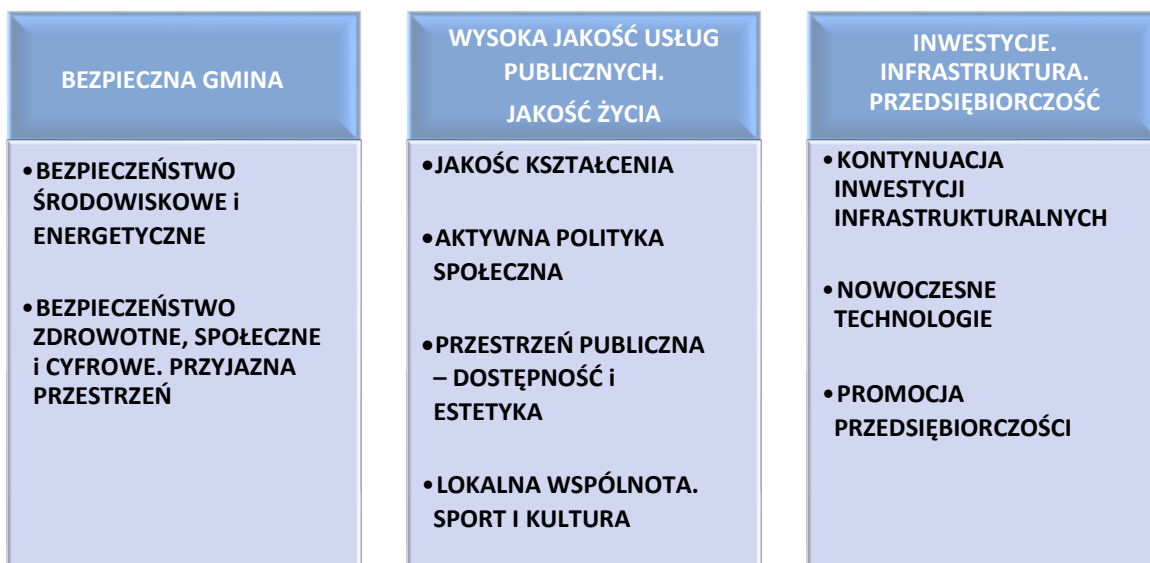 BEZPIECZNA GMINA
•BEZPIECZEŃSTWO
ŚRODOWISKOWE i
ENERGETYCZNE
•BEZPIECZEŃSTWO
ZDROWOTNE, SPOŁECZNE
i CYFROWE. PRZYJAZNA
PRZESTRZEŃ
WYSOKA JAKOŚĆ USŁUG
PUBLICZNYCH.
JAKOŚĆ ŻYCIA
•JAKOŚC KSZTAŁCENIA
•AKTYWNA POLITYKA
SPOŁECZNA
•PRZESTRZEŃ PUBLICZNA
– DOSTĘPNOŚĆ i
ESTETYKA
•LOKALNA WSPÓLNOTA.
SPORT I KULTURA
INWESTYCJE.
INFRASTRUKTURA.
PRZEDSIĘBIORCZOŚĆ
•KONTYNUACJA
INWESTYCJI
INFRASTRUKTURALNYCH
•NOWOCZESNE
TECHNOLOGIE
•PROMOCJA
PRZEDSIĘBIORCZOŚCI